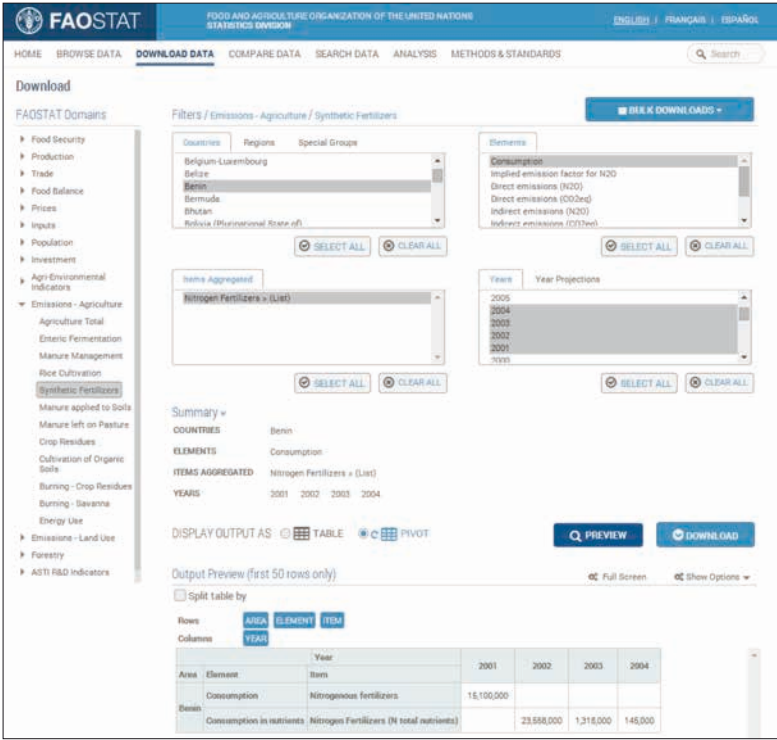 FAOSTAT
FOOD AND AGRICULTURE ORGANIZATION OF THE UNITED NATIONS
STATISTICS DIVISION
ENGLISH | FRANÇAIS | ESPAÑOL
HOME BROWSE DATA DOWNLOAD DATA COMPARE DATA SEARCH DATA ANALYSIS METHODS & STANDARDS Search
Download
FAOSTAT Domains
Food Security
Production
Trade
Food Balance
Prices
Inputs
Population
Investment
Agri-Environmental
Indicators
Emissions - Agriculture
Agriculture Total
Enteric Fermentation
Manure Management
Rice Cultivation
Synthetic Fertilizers
Manure applied to Soils
Manure left on Pasture
Crop Residues
Cultivation of Organic
Soils
Burning - Crop Residues
Burning - Savanna
Energy Use
Emissions - Land Use
Forestry
ASTI R&D Indicators
Filters / Emissions - Agriculture / Synthetic Fertilizers
BULK DOWNLOADS
Countries Regions Special Groups
Belgium-Luxembourg
Belize
Benin
Bermuda
Bhutan
Bolivia (Plurinational State of)
SELECT ALL CLEAR ALL
Elements
Consumption
Implied emission factor for N2O
Direct emissions (N2O)
Direct emissions (CO2eq)
Indirect emissions (N2O)
Indirect emissions (CO2eq)
SELECT ALL CLEAR ALL
Items Aggregated
Nitrogen Fertilizers > (List)
SELECT ALL CLEAR ALL
Years Year Projections
2005
2004
2003
2002
2001
2000
SELECT ALL CLEAR ALL
Summary
COUNTRIES Benin
ELEMENTS Consumption
ITEMS AGGREGATED Nitrogen Fertilizers > (List)
YEARS 2001 2002 2003 2004
DISPLAY OUTPUT AS TABLE PIVOT
PREVIEW DOWNLOAD
Output Preview (first 50 rows only) Full Screen Show Options
Split table by
Rows AREA ELEMENT ITEM
Columns YEAR
Year 2001 2002 2003 2004
Area Element Item
Benin
Consumption Nitrogenous fertilizers 15,100,000
Consumption in nutrients Nitrogen Fertilizers (N total nutrients) 23,558,000 1,318,000 145,000